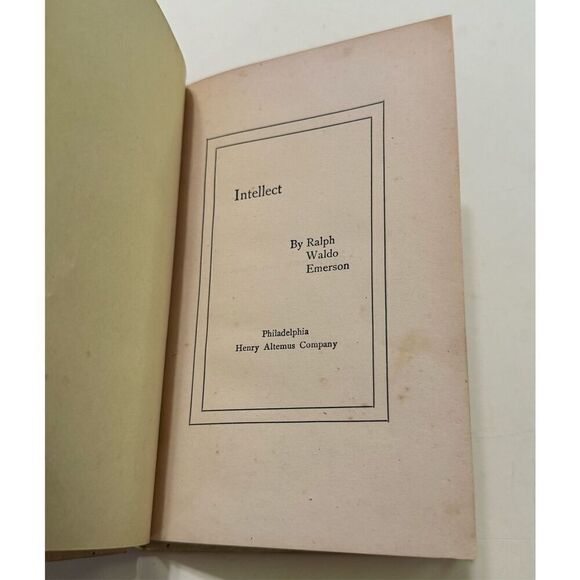 Intellect
By Ralph
Waldo
Emerson
Philadelphia
Henry Altemus Company